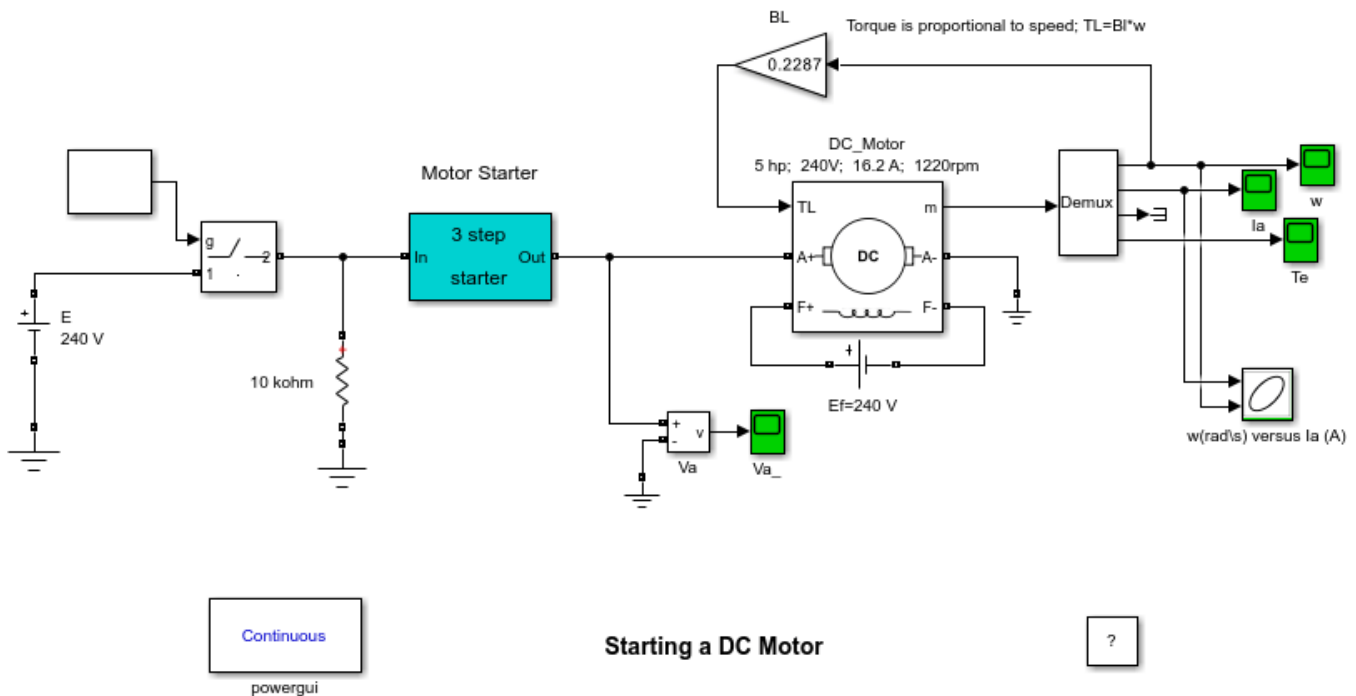 BL
Torque is proportional to speed; TL=Bl*w
0.2287
DC_Motor
5 hp; 240V; 16.2 A; 1220rpm
Motor Starter
3 step
starter
In
Out
g
1
2
E
240 V
+
10 kohm
+
TL
m
A+
DC
A-
F+
F-
+
Ef=240 V
Demux
w
Ia
Te
w(rad\s) versus Ia (A)
+
-
v
Va
Va_
Continuous
powergui
Starting a DC Motor
?